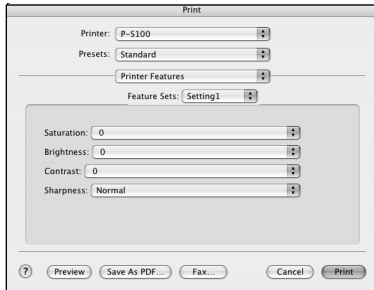 Print
Printer: P-S100
Presets: Standard
Printer Features
Feature Sets: Setting1
Saturation: 0
Brightness: 0
Contrast: 0
Sharpness: Normal
? Preview Save As PDF... Fax... Cancel Print